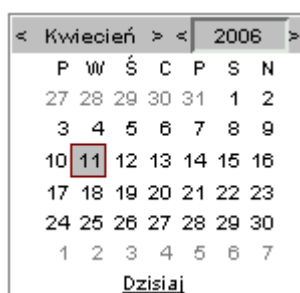 < Kwiecień > < 2006 >
P W Ś C P S N
27 28 29 30 31 1 2
3 4 5 6 7 8 9
10 11 12 13 14 15 16
17 18 19 20 21 22 23
24 25 26 27 28 29 30
1 2 3 4 5 6 7
Dzisiaj